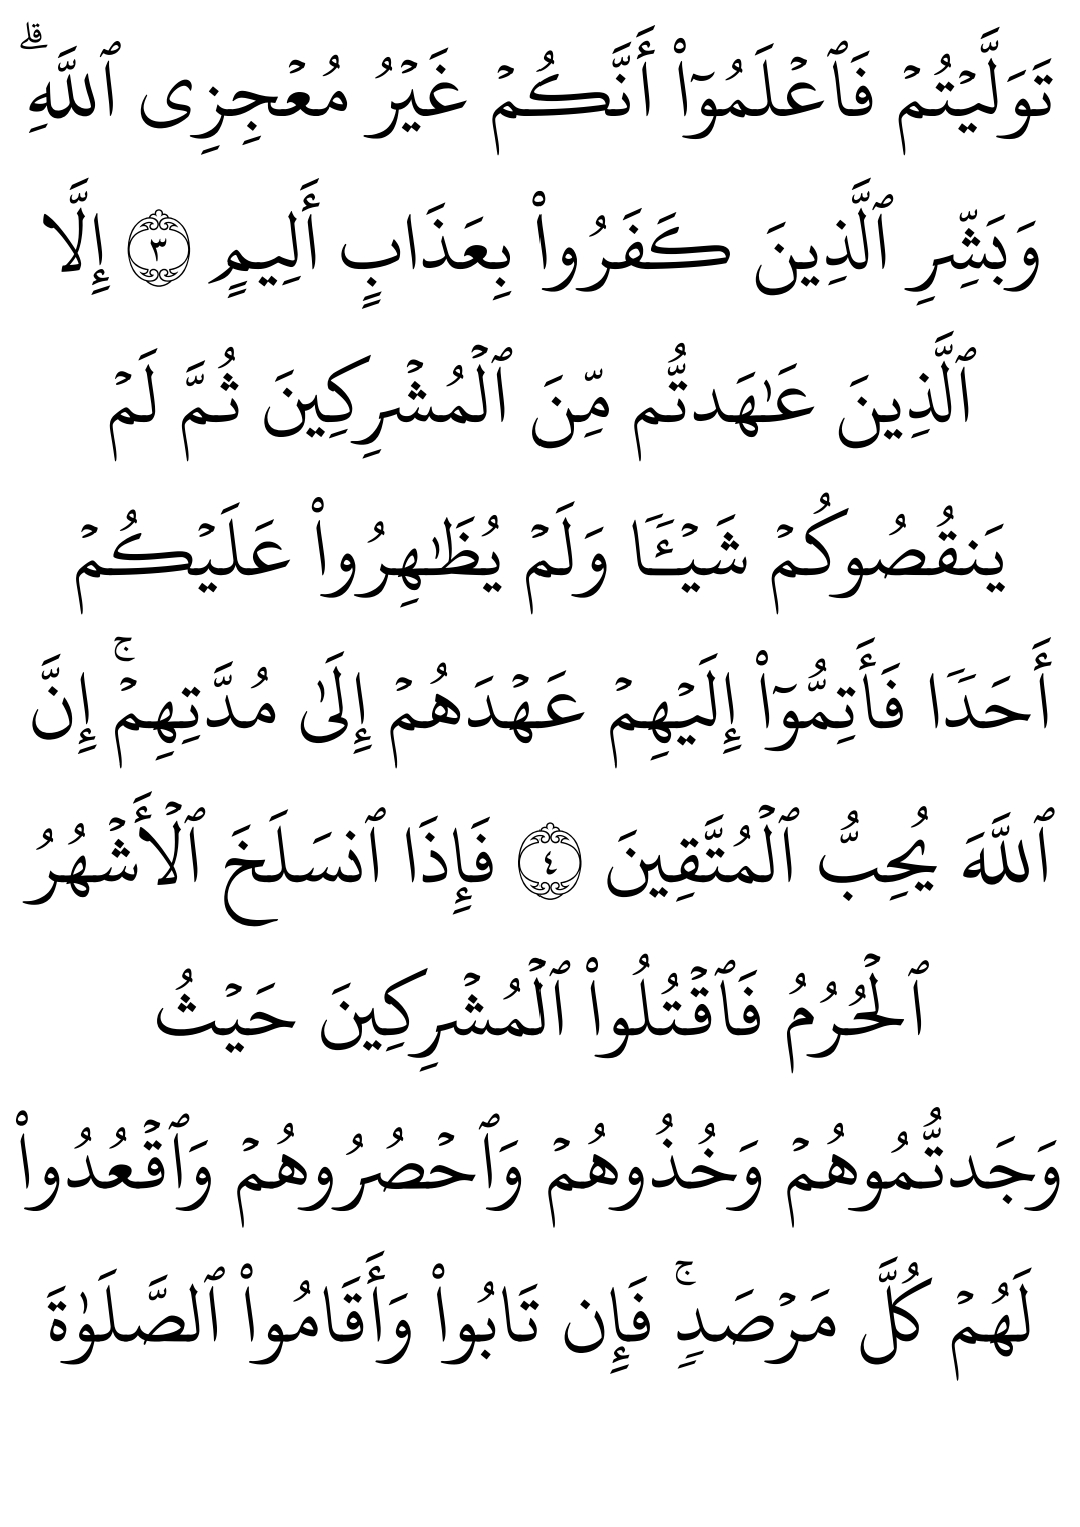 تَوَلَّيۡتُمۡ فَٱعۡلَمُوٓاْ أَنَّكُمۡ غَيۡرُ مُعۡجِزِى ٱللَّهِۗ
وَبَشِّرِ ٱلَّذِينَ كَفَرُواْ بِعَذَابٍ أَلِيمٍ ٣ إِلَّا
ٱلَّذِينَ عَٰهَدتُّم مِّنَ ٱلۡمُشۡرِكِينَ ثُمَّ لَمۡ
يَنقُصُوكُمۡ شَيۡـَٔٗا وَلَمۡ يُظَٰهِرُواْ عَلَيۡكُمۡ
أَحَدٗا فَأَتِمُّوٓاْ إِلَيۡهِمۡ عَهۡدَهُمۡ إِلَىٰ مُدَّتِهِمۡۚ إِنَّ
ٱللَّهَ يُحِبُّ ٱلۡمُتَّقِينَ ٤ فَإِذَا ٱنسَلَخَ ٱلۡأَشۡهُرُ
ٱلۡحُرُمُ فَٱقۡتُلُواْ ٱلۡمُشۡرِكِينَ حَيۡثُ
وَجَدتُّمُوهُمۡ وَخُذُوهُمۡ وَٱحۡصُرُوهُمۡ وَٱقۡعُدُواْ
لَهُمۡ كُلَّ مَرۡصَدٖۚ فَإِن تَابُواْ وَأَقَامُواْ ٱلصَّلَوٰةَ